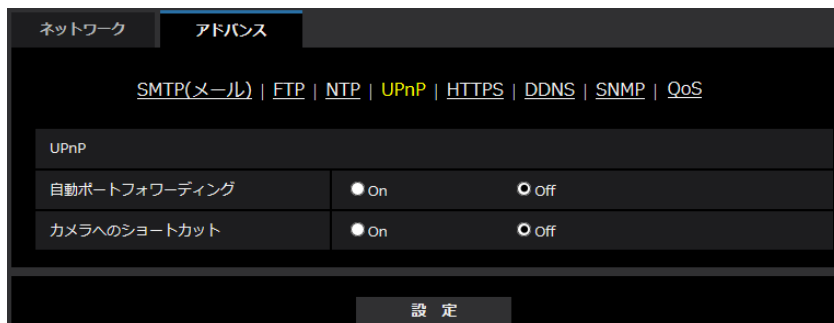 ネットワーク アドバンス
SMTP(メール) | FTP | NTP | UPnP | HTTPS | DDNS | SNMP | QoS
UPnP
自動ポートフォワーディング On Off
カメラへのショートカット On Off
設 定